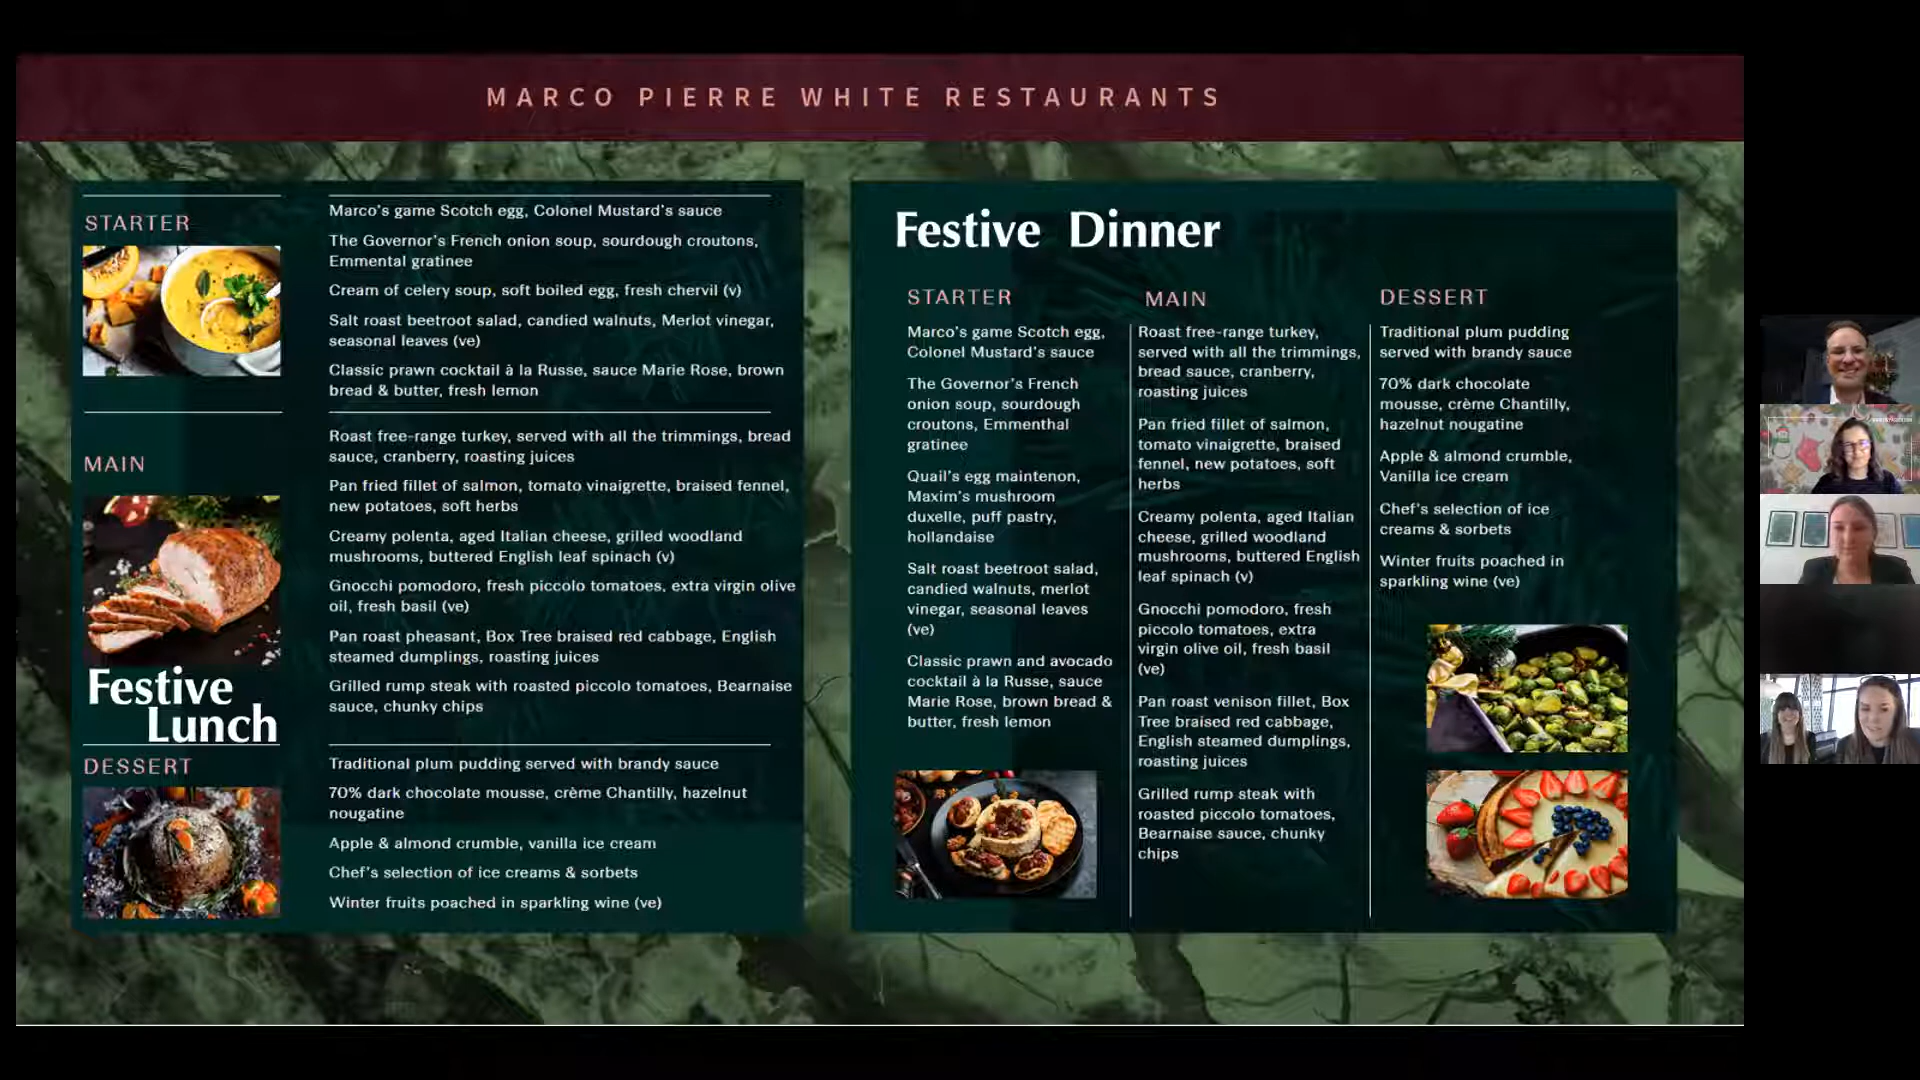 MARCO PIERRE WHITE RESTAURANTS
STARTER
Marco's game Scotch egg, Colonel Mustard's sauce
The Governor's French onion soup, sourdough croutons,
Emmental gratinee
Cream of celery soup, soft boiled egg, fresh chervil (v)
Salt roast beetroot salad, candied walnuts, Merlot vinegar,
seasonal leaves (ve)
Classic prawn cocktail à la Russe, sauce Marie Rose, brown
bread & butter, fresh lemon
MAIN
Roast free-range turkey, served with all the trimmings, bread
sauce, cranberry, roasting juices
Pan fried fillet of salmon, tomato vinaigrette, braised fennel,
new potatoes, soft herbs
Creamy polenta, aged Italian cheese, grilled woodland
mushrooms, buttered English leaf spinach (v)
Gnocchi pomodoro, fresh piccolo tomatoes, extra virgin olive
oil, fresh basil (ve)
Pan roast pheasant, Box Tree braised red cabbage, English
steamed dumplings, roasting juices
Grilled rump steak with roasted piccolo tomatoes, Bearnaise
sauce, chunky chips
Festive
Lunch
DESSERT
Traditional plum pudding served with brandy sauce
70% dark chocolate mousse, crème Chantilly, hazelnut
nougatine
Apple & almond crumble, vanilla ice cream
Chef's selection of ice creams & sorbets
Winter fruits poached in sparkling wine (ve)
Festive Dinner
STARTER
Marco's game Scotch egg,
Colonel Mustard's sauce
The Governor's French
onion soup, sourdough
croutons, Emmenthal
gratinee
Quail's egg maintenon,
Maxim's mushroom
duxelle, puff pastry,
hollandaise
Salt roast beetroot salad,
candied walnuts, merlot
vinegar, seasonal leaves
(ve)
Classic prawn and avocado
cocktail à la Russe, sauce
Marie Rose, brown bread &
butter, fresh lemon
MAIN
Roast free-range turkey,
served with all the trimmings,
bread sauce, cranberry,
roasting juices
Pan fried fillet of salmon,
tomato vinaigrette, braised
fennel, new potatoes, soft
herbs
Creamy polenta, aged Italian
cheese, grilled woodland
mushrooms, buttered English
leaf spinach (v)
Gnocchi pomodoro, fresh
piccolo tomatoes, extra
virgin olive oil, fresh basil
(ve)
Pan roast venison fillet, Box
Tree braised red cabbage,
English steamed dumplings,
roasting juices
Grilled rump steak with
roasted piccolo tomatoes,
Bearnaise sauce, chunky
chips
DESSERT
Traditional plum pudding
served with brandy sauce
70% dark chocolate
mousse, crème Chantilly,
hazelnut nougatine
Apple & almond crumble,
Vanilla ice cream
Chef's selection of ice
creams & sorbets
Winter fruits poached in
sparkling wine (ve)